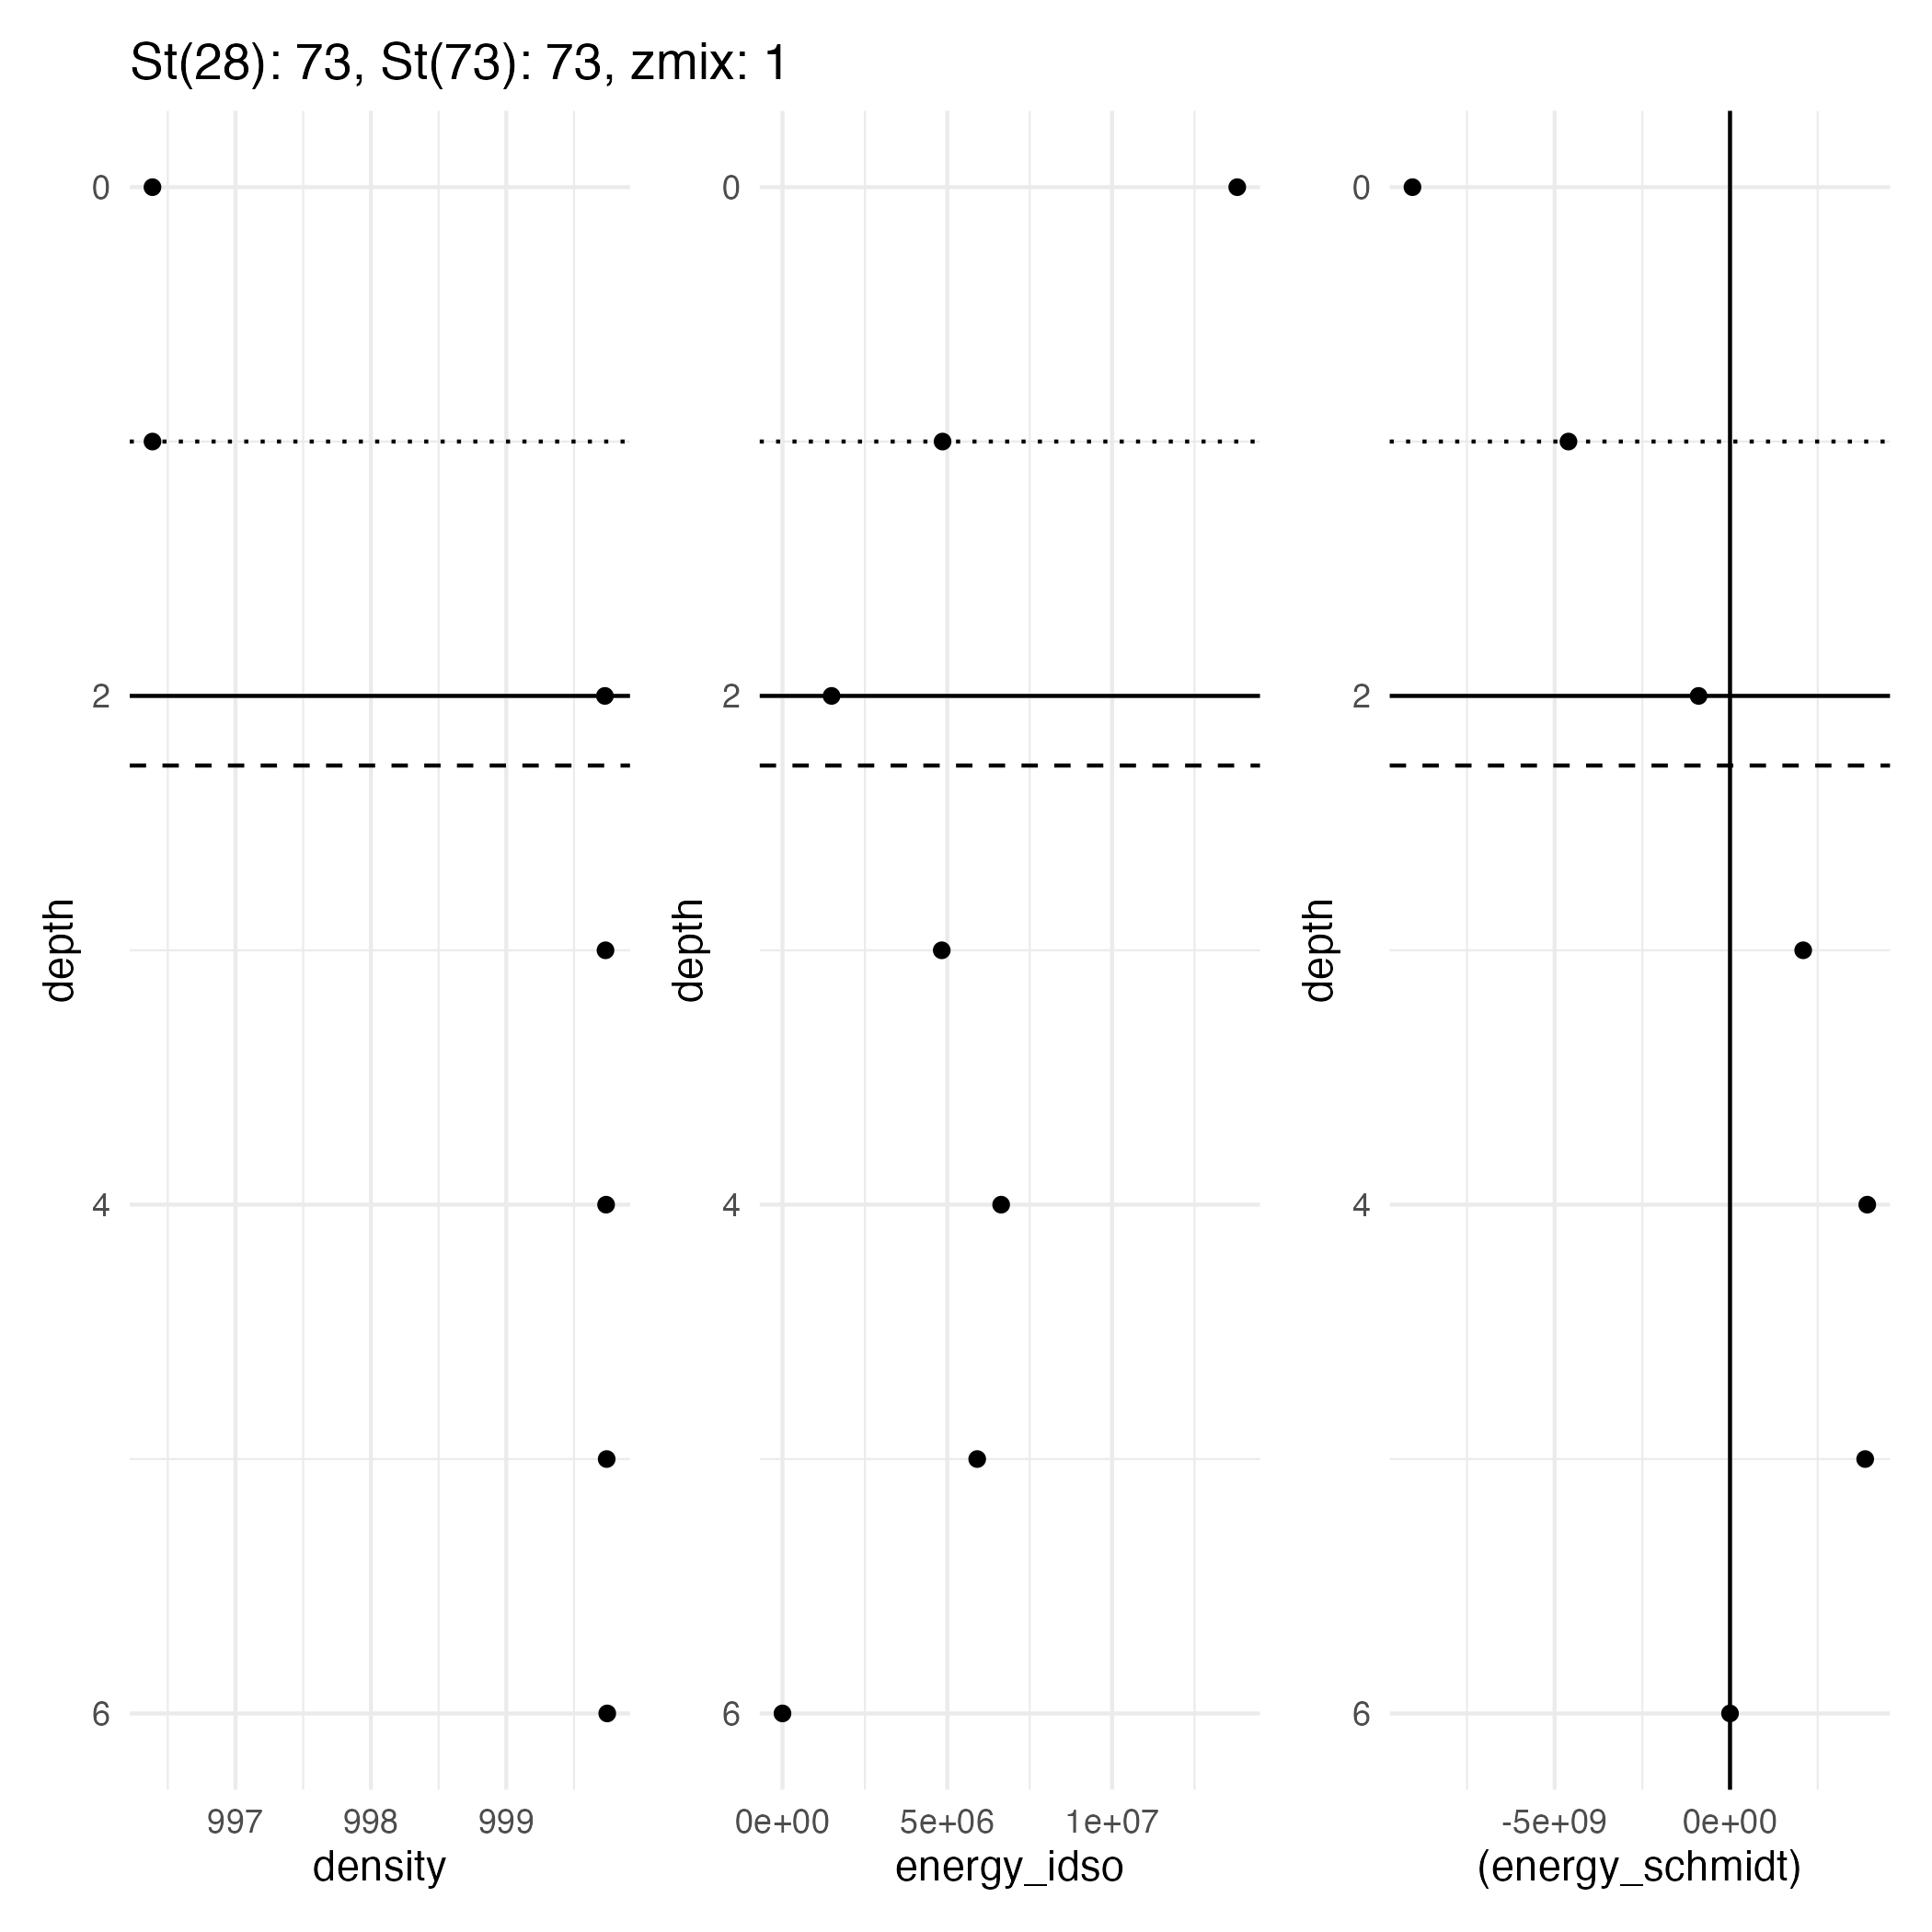 St(28): 73, St(73): 73, zmix: 1
depth
0
2
4
6
997 998 999
density
depth
0
2
4
6
0e+00 5e+06 1e+07
energy_idso
depth
0
2
4
6
-5e+09 0e+00
(energy_schmidt)